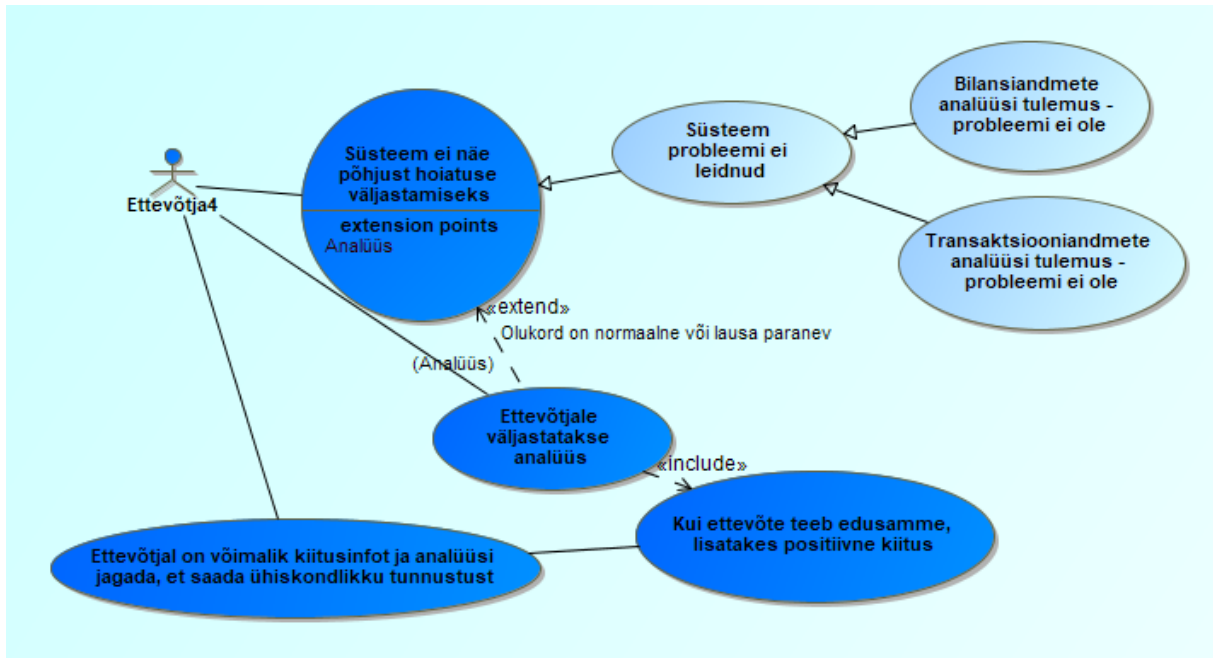 Bilansiandmete
analüüsi tulemus -
probleemi ei ole
Süsteem
probleemi ei
leidnud
Süsteem ei näe
põhjust hoiatuse
väljastamiseks
extension points
Analüüs
Ettevõtja4
Transaktsiooniandmete
analüüsi tulemus -
probleemi ei ole
«extend»
Olukord on normaalne või lausa paranev
(Analüüs)
Ettevõtjale
väljastatakse
analüüs
«include»
Kui ettevõte teeb edusamme,
lisatakes positiivne kiitus
Ettevõtjal on võimalik kiitusinfot ja analüüsi
jagada, et saada ühiskondlikku tunnustust